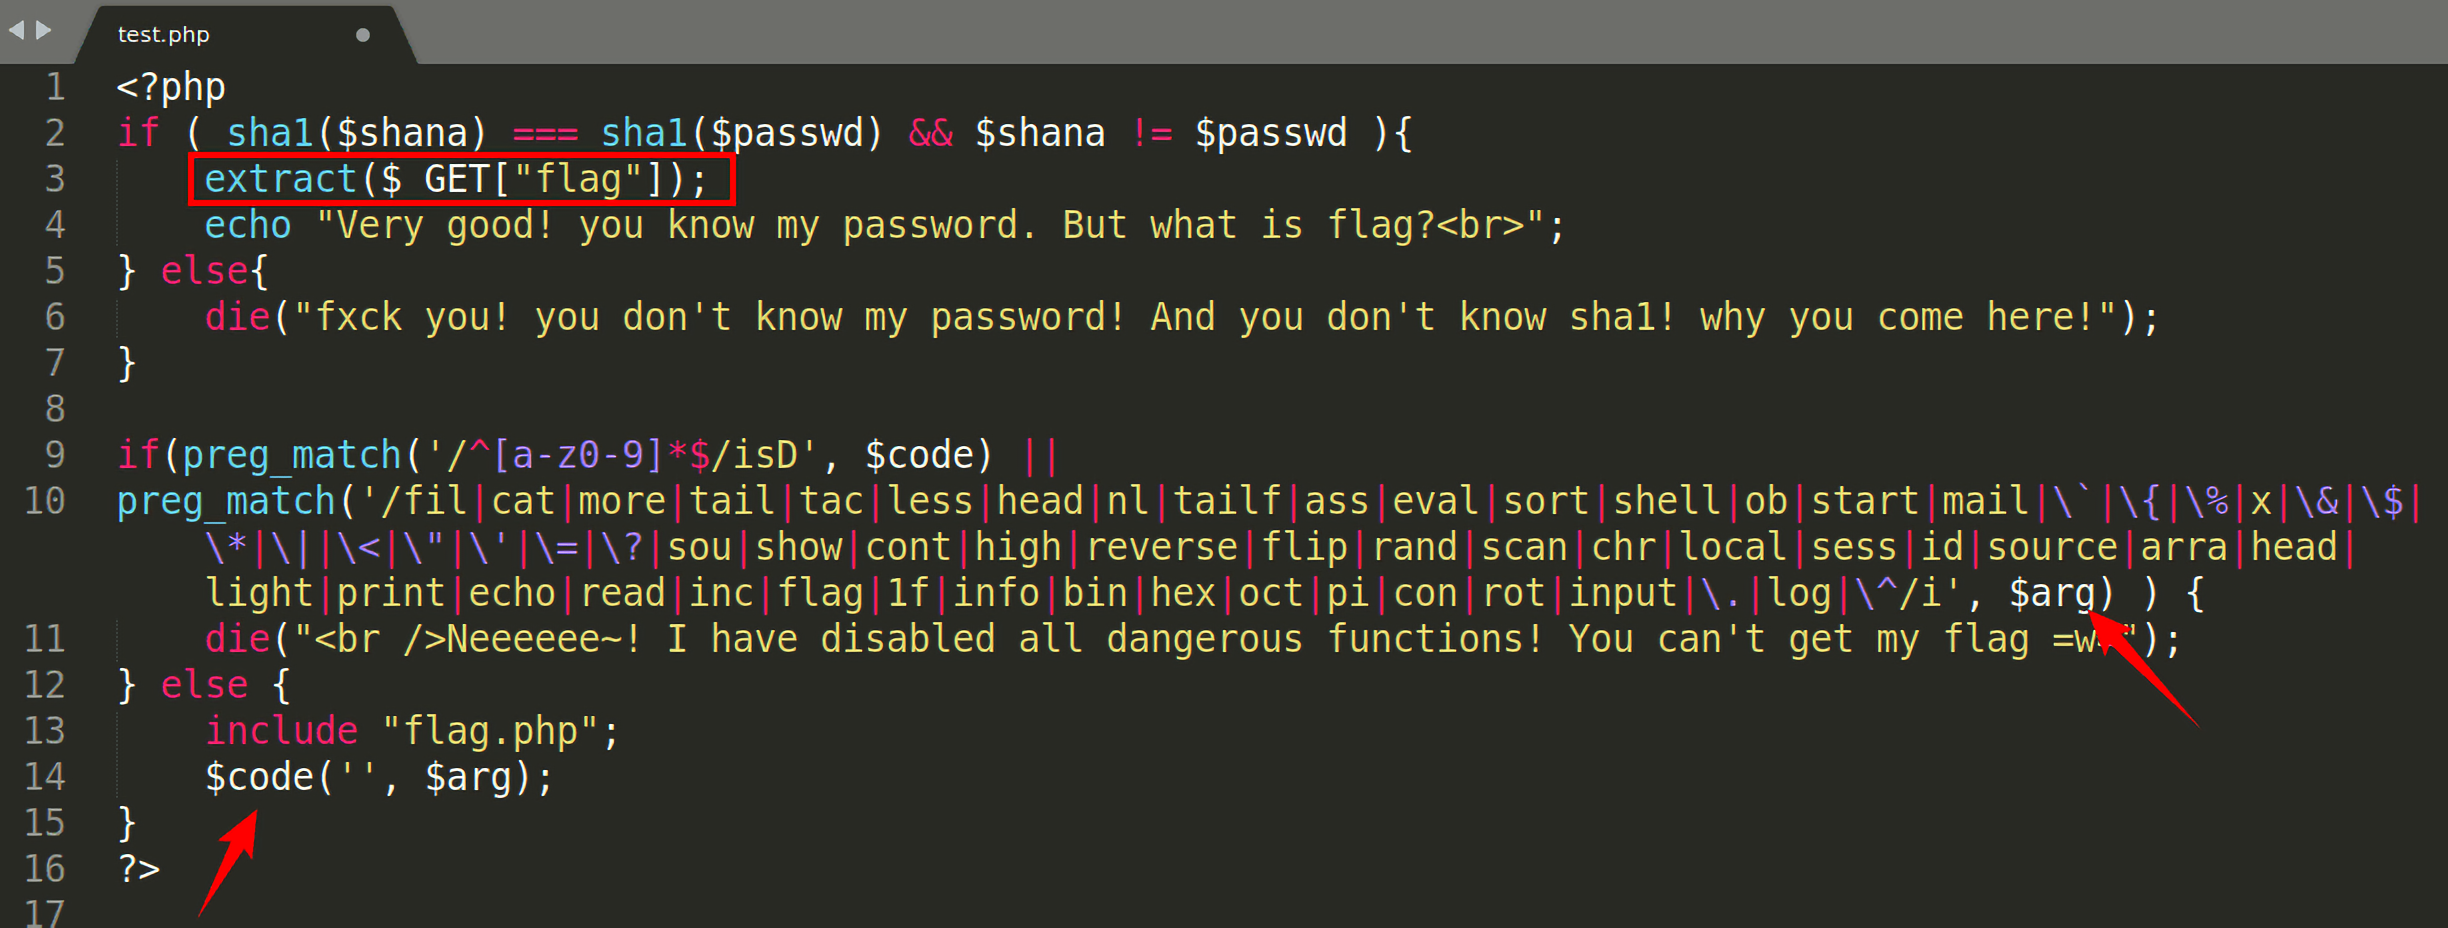 test.php
1 <?php
2 if ( sha1($shana) === sha1($passwd) && $shana != $passwd ){
3 extract($_GET["flag"]);
4 echo "Very good! you know my password. But what is flag?<br>";
5 } else{
6 die("fxck you! you don't know my password! And you don't know sha1! why you come here!");
7 }
8
9 if(preg_match('/^[a-z0-9]*$/isD', $code) ||
10 preg_match('/fil|cat|more|tail|tac|less|head|nl|tailf|ass|eval|sort|shell|ob|start|mail|\`|\{|\%|x|\&|\$|
\*|\||\<|\"|\'|\=|\?|sou|show|cont|high|reverse|flip|rand|scan|chr|local|sess|id|source|arra|head|
light|print|echo|read|inc|flag|1f|info|bin|hex|oct|pi|con|rot|input|\.|log|\^/i', $arg) ) {
11 die("<br />Neeeeee~! I have disabled all dangerous functions! You can't get my flag =w=");
12 } else {
13 include "flag.php";
14 $code('', $arg);
15 }
16 ?>
17